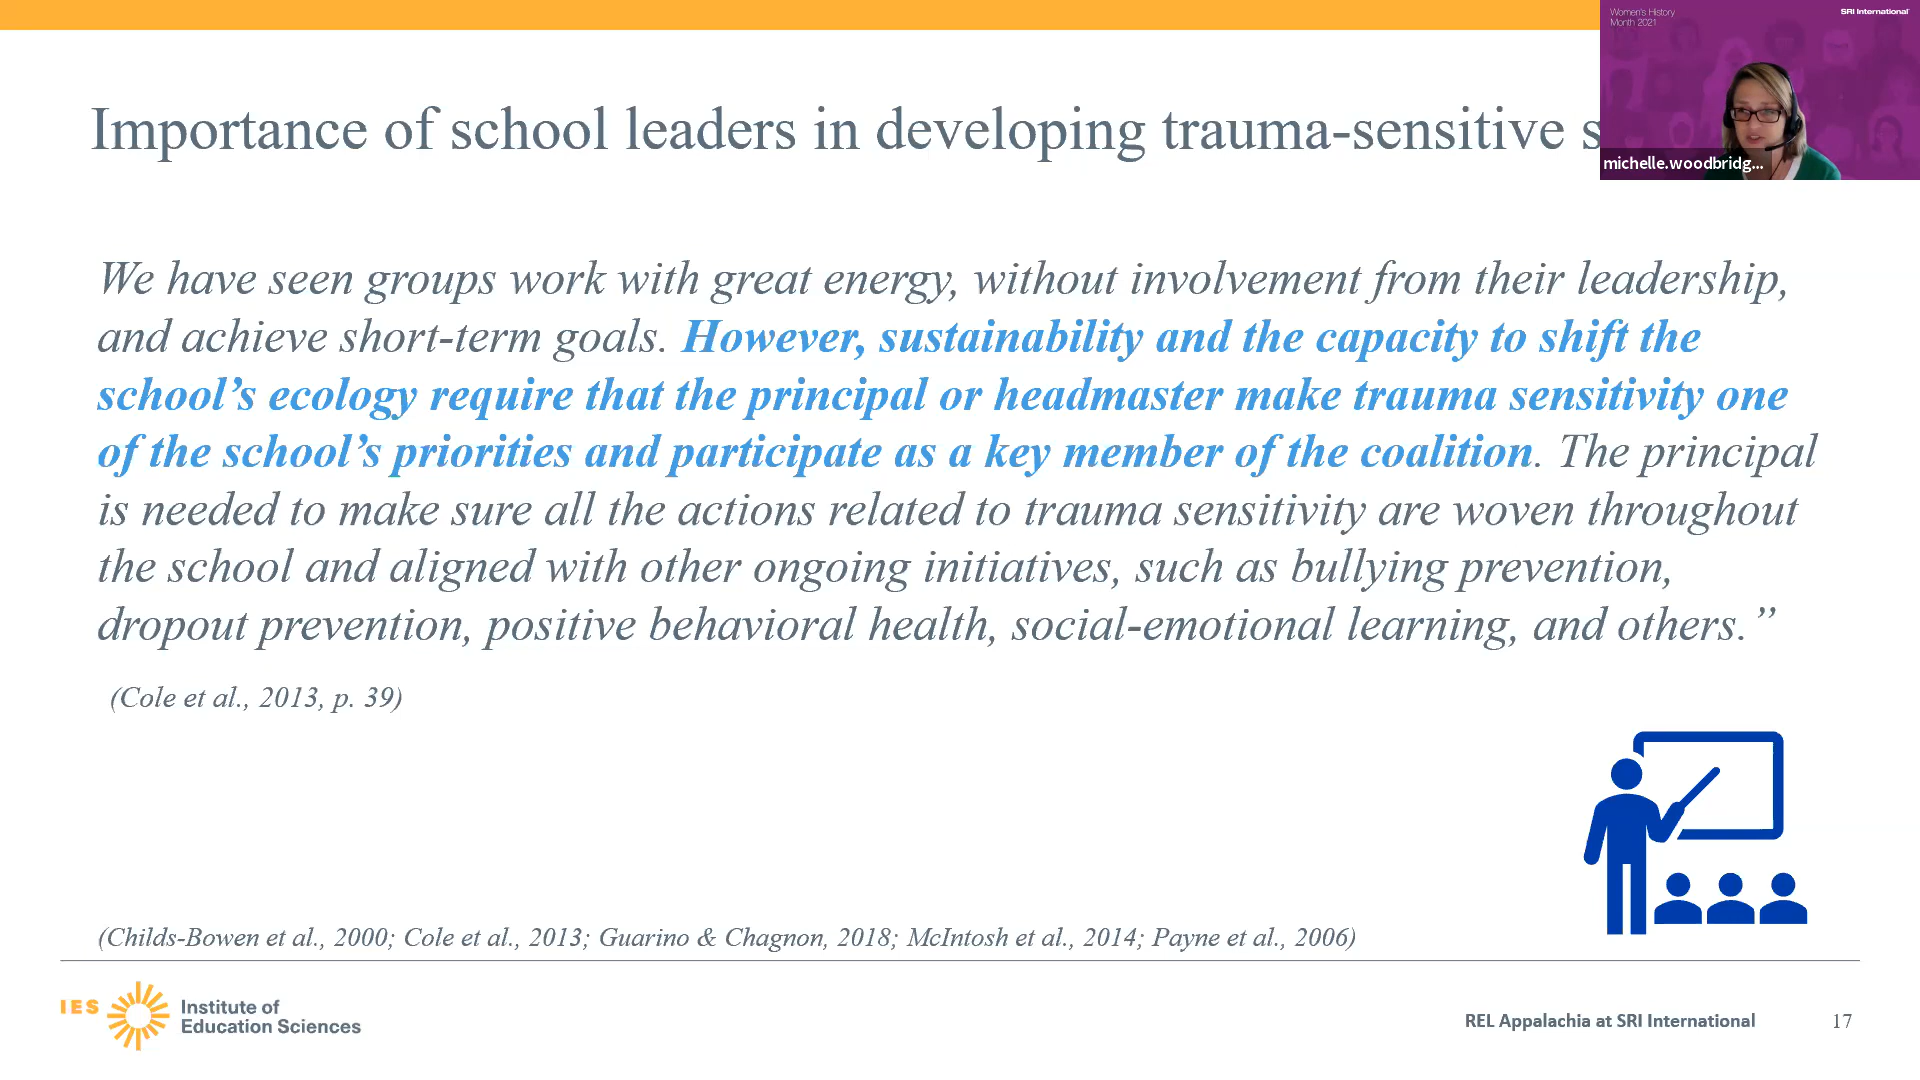 Women's History
Month 2021
SRI International
Importance of school leaders in developing trauma-sensitive s
michelle.woodbridg...
We have seen groups work with great energy, without involvement from their leadership,
and achieve short-term goals. However, sustainability and the capacity to shift the
school’s ecology require that the principal or headmaster make trauma sensitivity one
of the school’s priorities and participate as a key member of the coalition. The principal
is needed to make sure all the actions related to trauma sensitivity are woven throughout
the school and aligned with other ongoing initiatives, such as bullying prevention,
dropout prevention, positive behavioral health, social-emotional learning, and others.”
(Cole et al., 2013, p. 39)
(Childs-Bowen et al., 2000; Cole et al., 2013; Guarino & Chagnon, 2018; McIntosh et al., 2014; Payne et al., 2006)
IES
Institute of
Education Sciences
REL Appalachia at SRI International
17